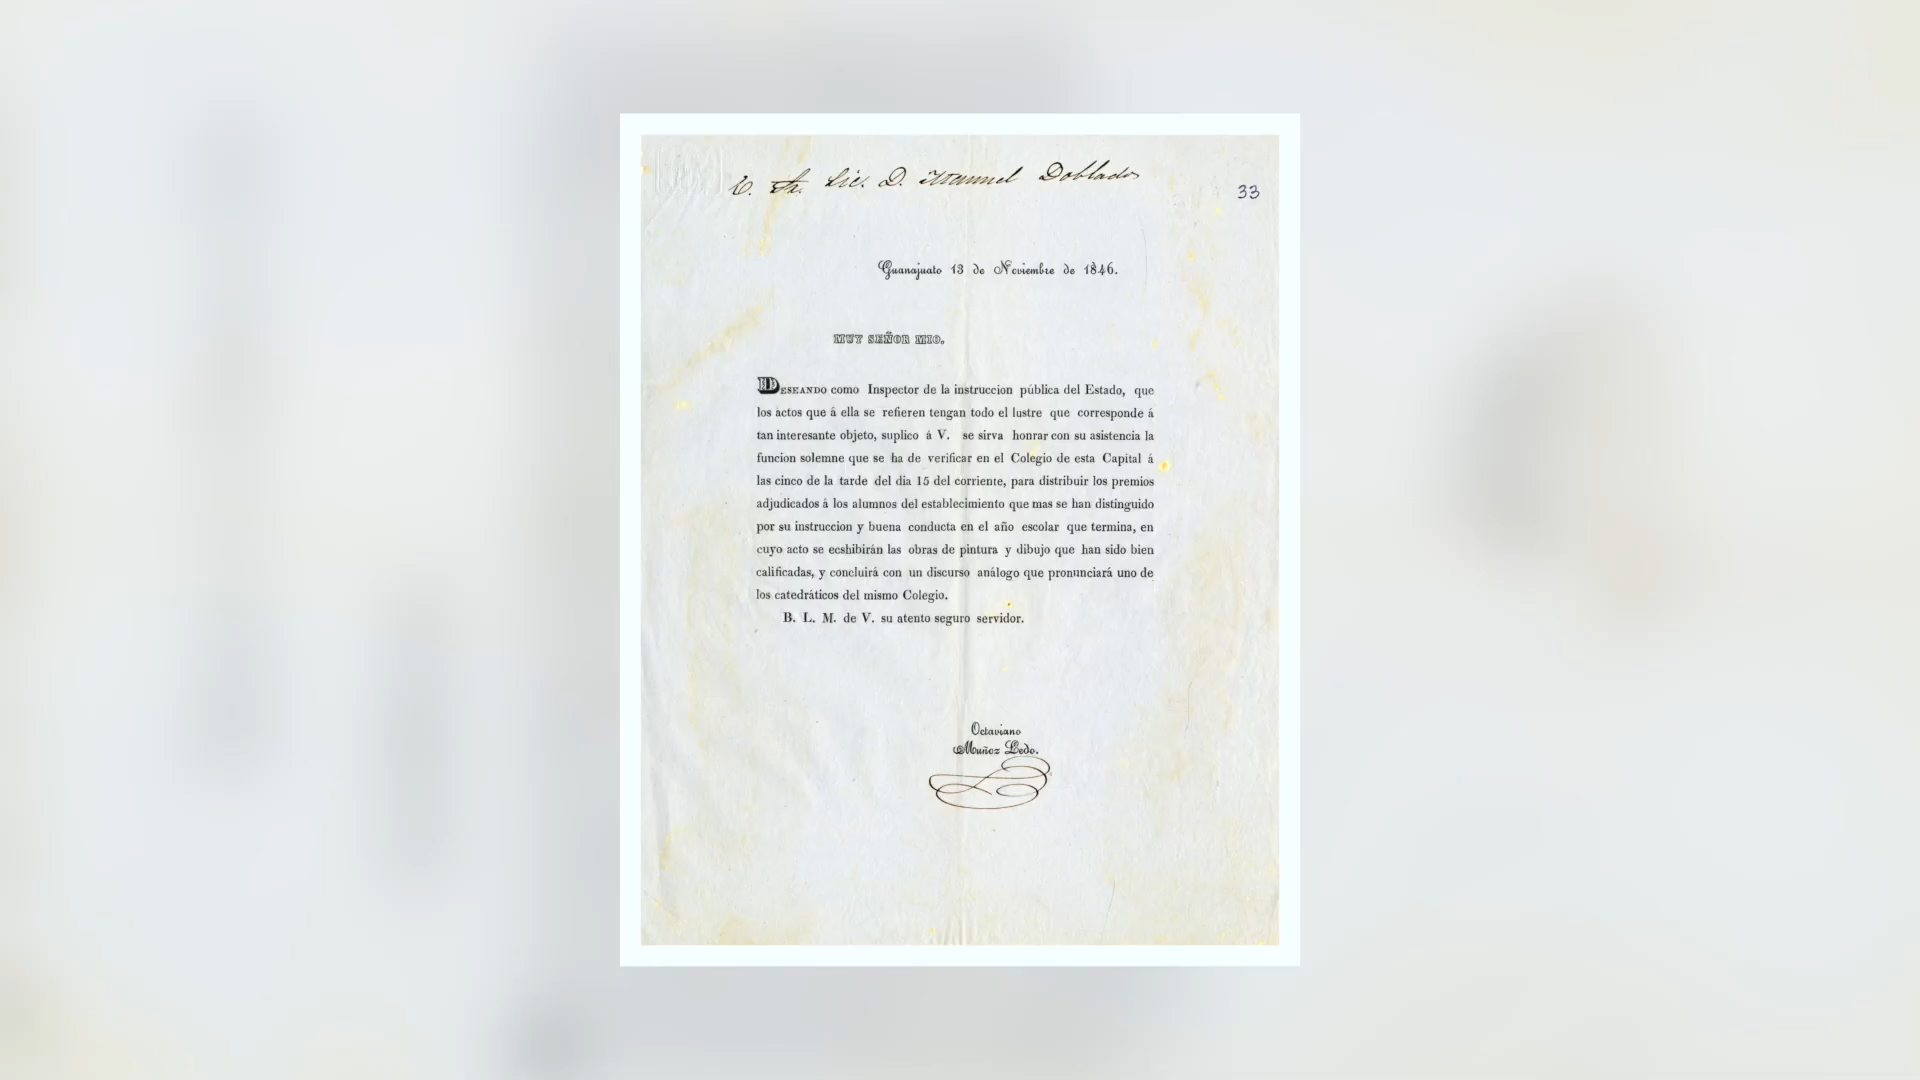 E. Sr. Lic. D. Manuel Doblado
33
Guanajuato 13 de Noviembre de 1846.
MUY SEÑOR MIO.
DESEANDO como Inspector de la instruccion pública del Estado, que
los actos que á ella se refieren tengan todo el lustre que corresponde á
tan interesante objeto, suplico á V. se sirva honrar con su asistencia la
funcion solemne que se ha de verificar en el Colegio de esta Capital á
las cinco de la tarde del dia 15 del corriente, para distribuir los premios
adjudicados á los alumnos del establecimiento que mas se han distinguido
por su instruccion y buena conducta en el año escolar que termina, en
cuyo acto se ecshibirán las obras de pintura y dibujo que han sido bien
calificadas, y concluirá con un discurso análogo que pronunciará uno de
los catedráticos del mismo Colegio.
B. L. M. de V. su atento seguro servidor.
Octaviano
Muñoz Ledo.